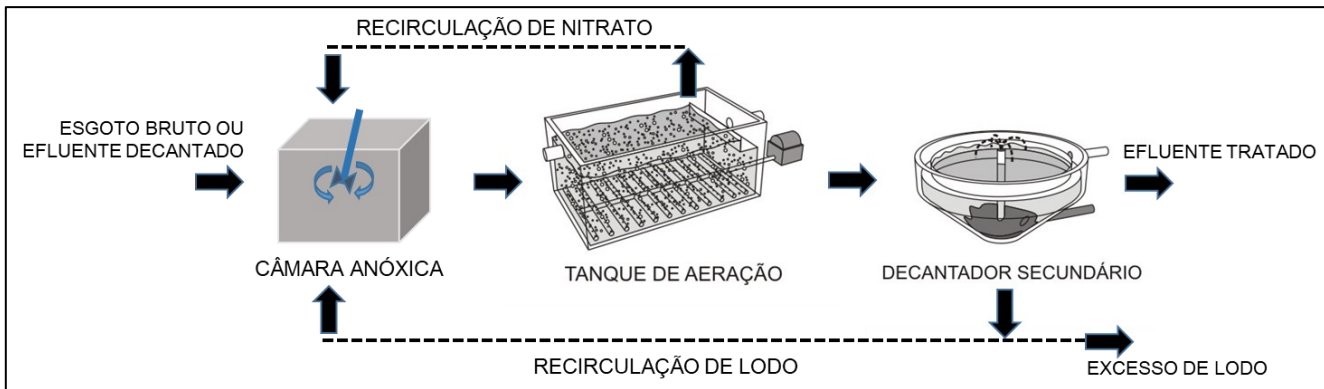 RECIRCULAÇÃO DE NITRATO
ESGOTO BRUTO OU
EFLUENTE DECANTADO
EFLUENTE TRATADO
CÂMARA ANÓXICA
TANQUE DE AERAÇÃO
DECANTADOR SECUNDÁRIO
RECIRCULAÇÃO DE LODO
EXCESSO DE LODO